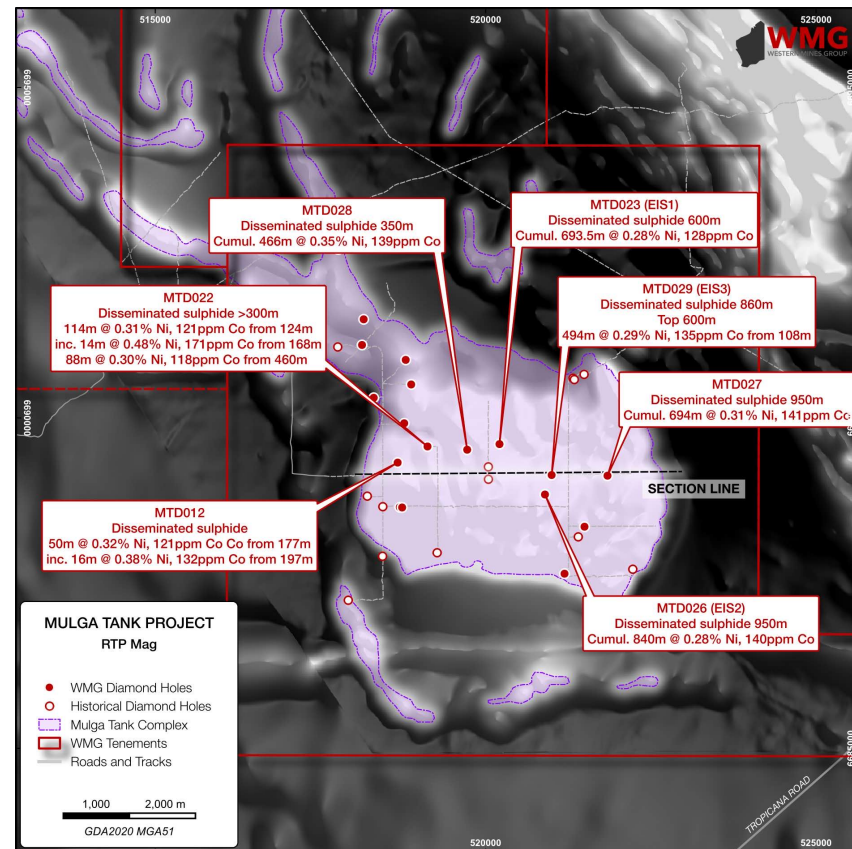 515000
520000
525000
WMG
WESTERN MINES GROUP
6695000
MTD028
Disseminated sulphide 350m
Cumul. 466m @ 0.35% Ni, 139ppm Co
MTD023 (EIS1)
Disseminated sulphide 600m
Cumul. 693.5m @ 0.28% Ni, 128ppm Co
MTD022
Disseminated sulphide >300m
114m @ 0.31% Ni, 121ppm Co from 124m
inc. 14m @ 0.48% Ni, 171ppm Co from 168m
88m @ 0.30% Ni, 118ppm Co from 460m
MTD029 (EIS3)
Disseminated sulphide 860m
Top 600m
494m @ 0.29% Ni, 135ppm Co from 108m
MTD027
Disseminated sulphide 950m
Cumul. 694m @ 0.31% Ni, 141ppm Co
6690000
SECTION LINE
MTD012
Disseminated sulphide
50m @ 0.32% Ni, 121ppm Co Co from 177m
inc. 16m @ 0.38% Ni, 132ppm Co from 197m
MTD026 (EIS2)
Disseminated sulphide 950m
Cumul. 840m @ 0.28% Ni, 140ppm Co
MULGA TANK PROJECT
RTP Mag
WMG Diamond Holes
Historical Diamond Holes
Mulga Tank Complex
WMG Tenements
Roads and Tracks
1,000
2,000 m
GDA2020 MGA51
6685000
TROPICANA ROAD
520000
525000